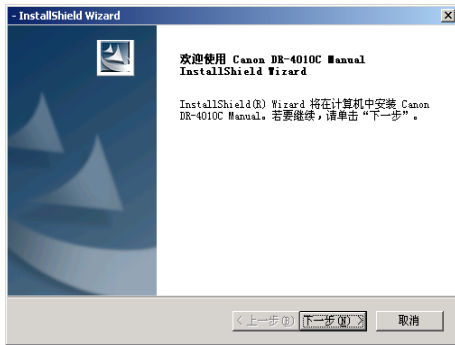 - InstallShield Wizard
欢迎使用 Canon DR-4010C Manual
InstallShield Wizard
InstallShield(R) Wizard 将在计算机中安装 Canon
DR-4010C Manual。若要继续，请单击“下一步”。
< 上一步(B)
下一步(N) >
取消